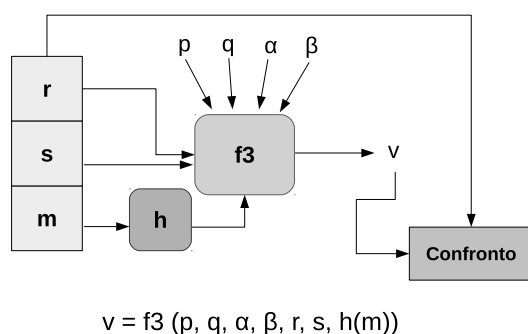 p q α β
r
s
m
f3
v
h
Confronto
v = f3 (p, q, α, β, r, s, h(m))